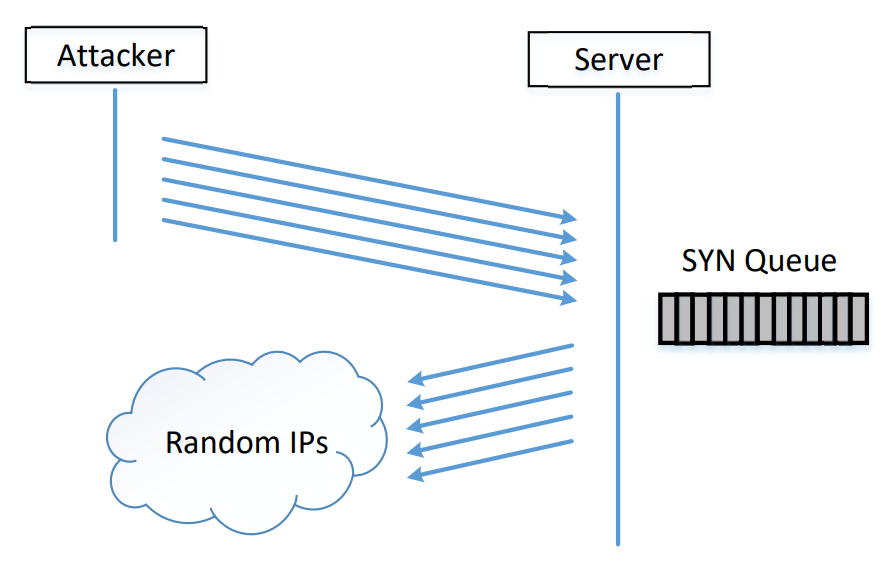 Attacker
Server
SYN Queue
Random IPs